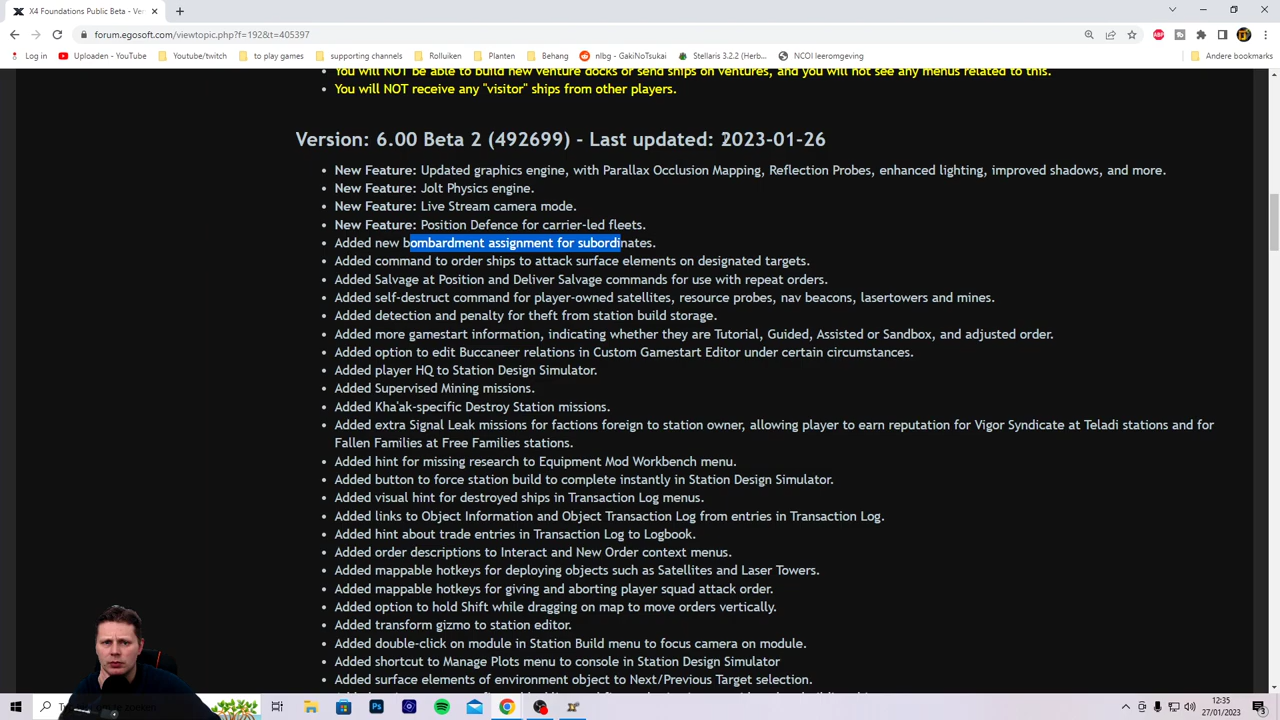 X4 Foundations Public Beta - Ve
forum.egosoft.com/viewtopic.php?f=192&t=405397
Log in
Uploaden - YouTube
Youtube/twitch
to play games
supporting channels
Rolluiken
Planten
Behang
nlbg - GakiNoTsukai
Stellaris 3.2.2 (Herb...
NCOI leeromgeving
Andere bookmarks
• You will NOT be able to build new venture docks or send ships on ventures, and you will not see any menus related to this.
• You will NOT receive any "visitor" ships from other players.
Version: 6.00 Beta 2 (492699) - Last updated: 2023-01-26
• New Feature: Updated graphics engine, with Parallax Occlusion Mapping, Reflection Probes, enhanced lighting, improved shadows, and more.
• New Feature: Jolt Physics engine.
• New Feature: Live Stream camera mode.
• New Feature: Position Defence for carrier-led fleets.
• Added new bombardment assignment for subordinates.
• Added command to order ships to attack surface elements on designated targets.
• Added Salvage at Position and Deliver Salvage commands for use with repeat orders.
• Added self-destruct command for player-owned satellites, resource probes, nav beacons, lasertowers and mines.
• Added detection and penalty for theft from station build storage.
• Added more gamestart information, indicating whether they are Tutorial, Guided, Assisted or Sandbox, and adjusted order.
• Added option to edit Buccaneer relations in Custom Gamestart Editor under certain circumstances.
• Added player HQ to Station Design Simulator.
• Added Supervised Mining missions.
• Added Kha'ak-specific Destroy Station missions.
• Added extra Signal Leak missions for factions foreign to station owner, allowing player to earn reputation for Vigor Syndicate at Teladi stations and for
Fallen Families at Free Families stations.
• Added hint for missing research to Equipment Mod Workbench menu.
• Added button to force station build to complete instantly in Station Design Simulator.
• Added visual hint for destroyed ships in Transaction Log menus.
• Added links to Object Information and Object Transaction Log from entries in Transaction Log.
• Added hint about trade entries in Transaction Log to Logbook.
• Added order descriptions to Interact and New Order context menus.
• Added mappable hotkeys for deploying objects such as Satellites and Laser Towers.
• Added mappable hotkeys for giving and aborting player squad attack order.
• Added option to hold Shift while dragging on map to move orders vertically.
• Added transform gizmo to station editor.
• Added double-click on module in Station Build menu to focus camera on module.
• Added shortcut to Manage Plots menu to console in Station Design Simulator
• Added surface elements of environment object to Next/Previous Target selection.
12:35
27/01/2023